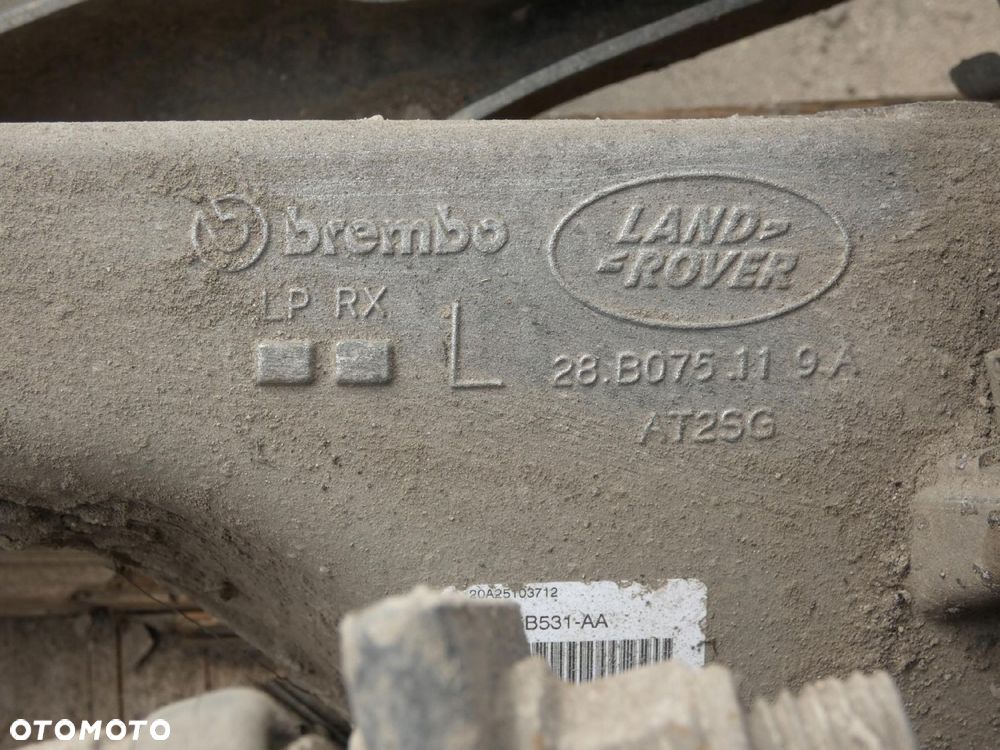 brembo
LAND
ROVER
LP RX
L
28.B075.11 9.A
AT2SG
20A25103712
B531-AA
OTOMOTO